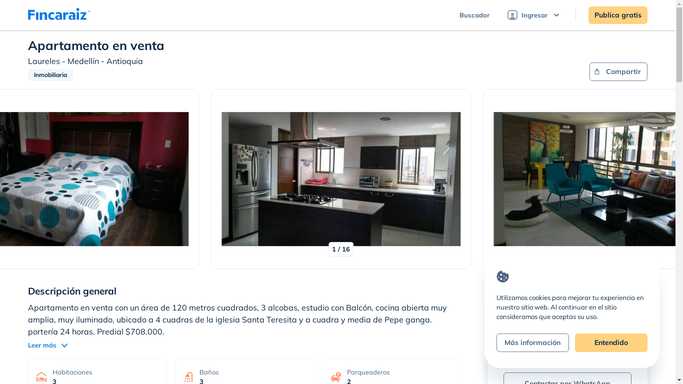 Fincaraiz
Buscador
Ingresar
Publica gratis
Apartamento en venta
Laureles - Medellín - Antioquia
Inmobiliaria
Compartir
1 / 16
Descripción general
Apartamento en venta con un área de 120 metros cuadrados, 3 alcobas, estudio con Balcón, cocina abierta muy
amplia, muy iluminado, ubicado a 4 cuadras de la iglesia Santa Teresita y a cuadra y media de Pepe ganga,
portería 24 horas, Predial $708.000.
Leer más
Habitaciones
3
Baños
3
Parqueaderos
2
Utilizamos cookies para mejorar tu experiencia en
nuestro sitio web. Al continuar en el sitio
consideramos que aceptas su uso.
Más información
Entendido
Contactar por WhatsApp